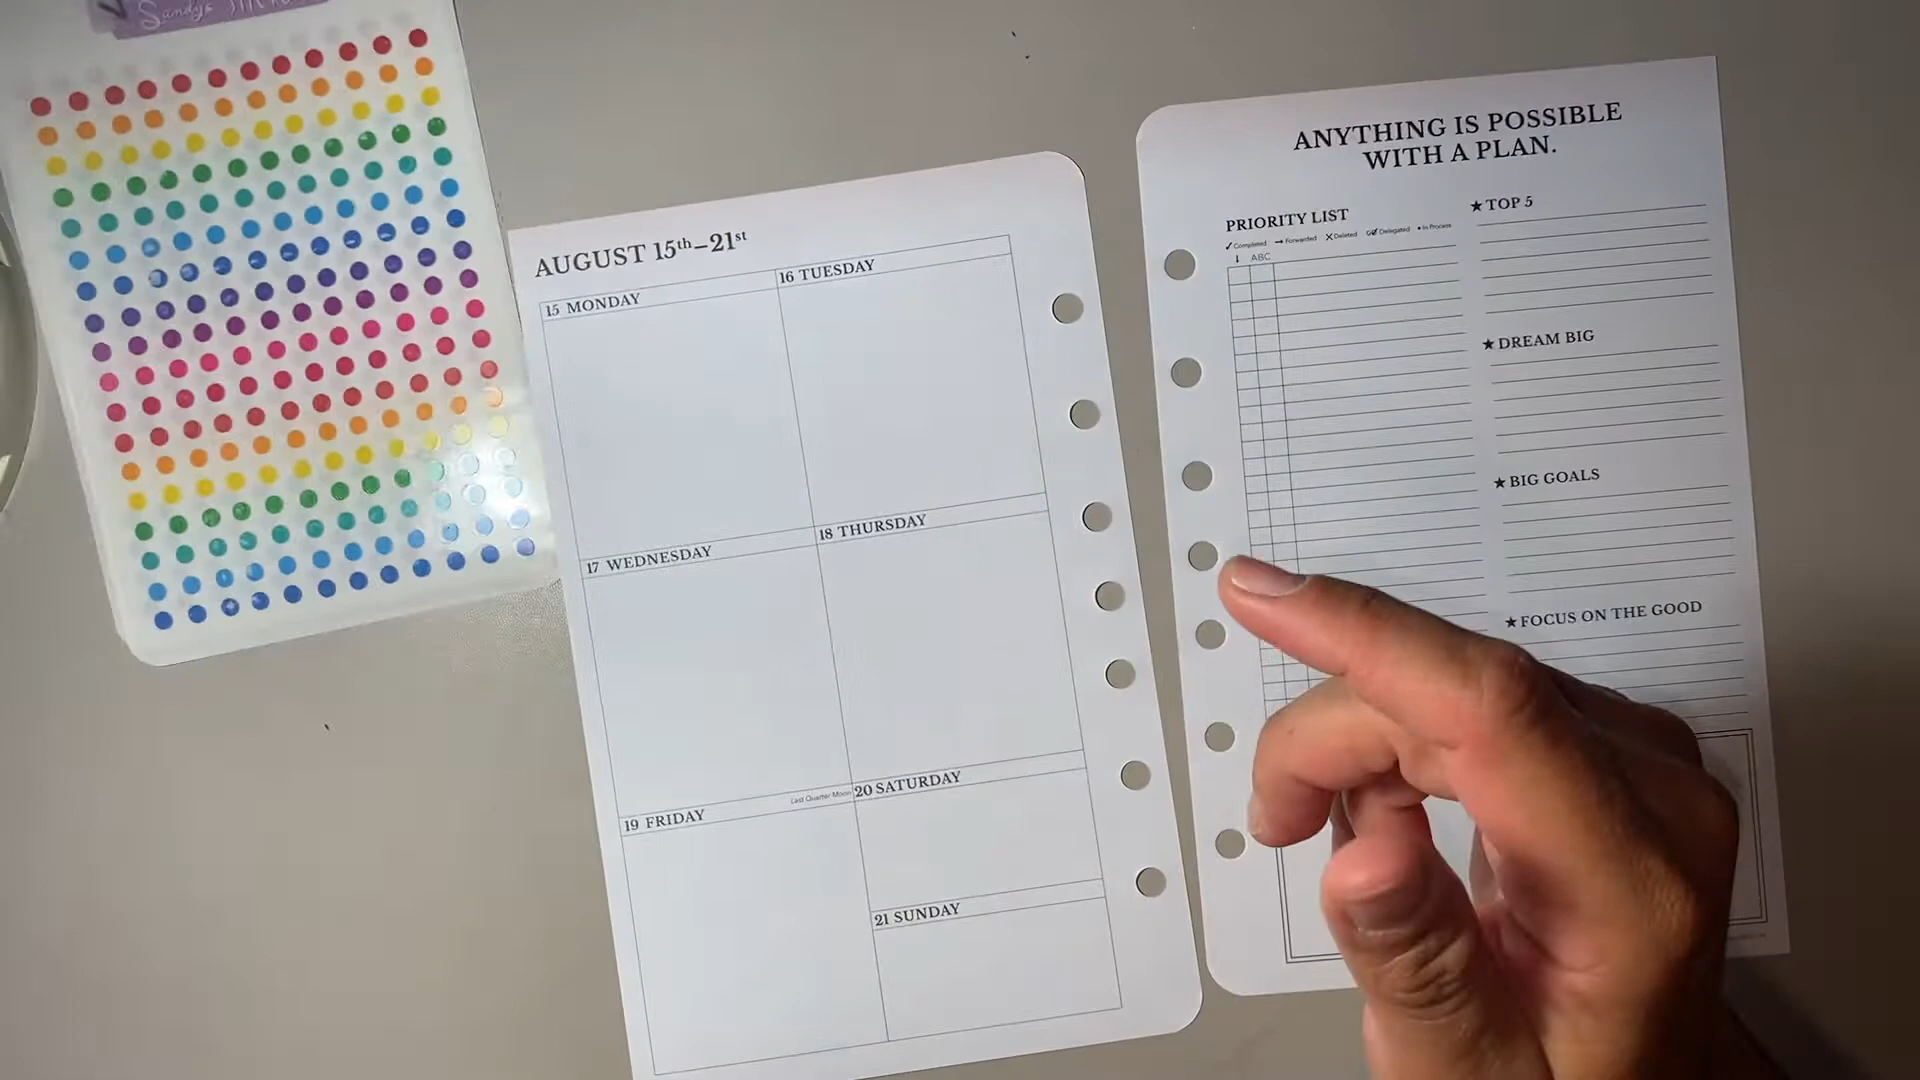 Sandy's
AUGUST 15th–21st
15 MONDAY
16 TUESDAY
17 WEDNESDAY
18 THURSDAY
19 FRIDAY
Last Quarter Moon
20 SATURDAY
21 SUNDAY
ANYTHING IS POSSIBLE
WITH A PLAN.
PRIORITY LIST
✓ Completed → Forwarded X Deleted Delegated • In Process
↓ ABC
★ TOP 5
★ DREAM BIG
★ BIG GOALS
★ FOCUS ON THE GOOD